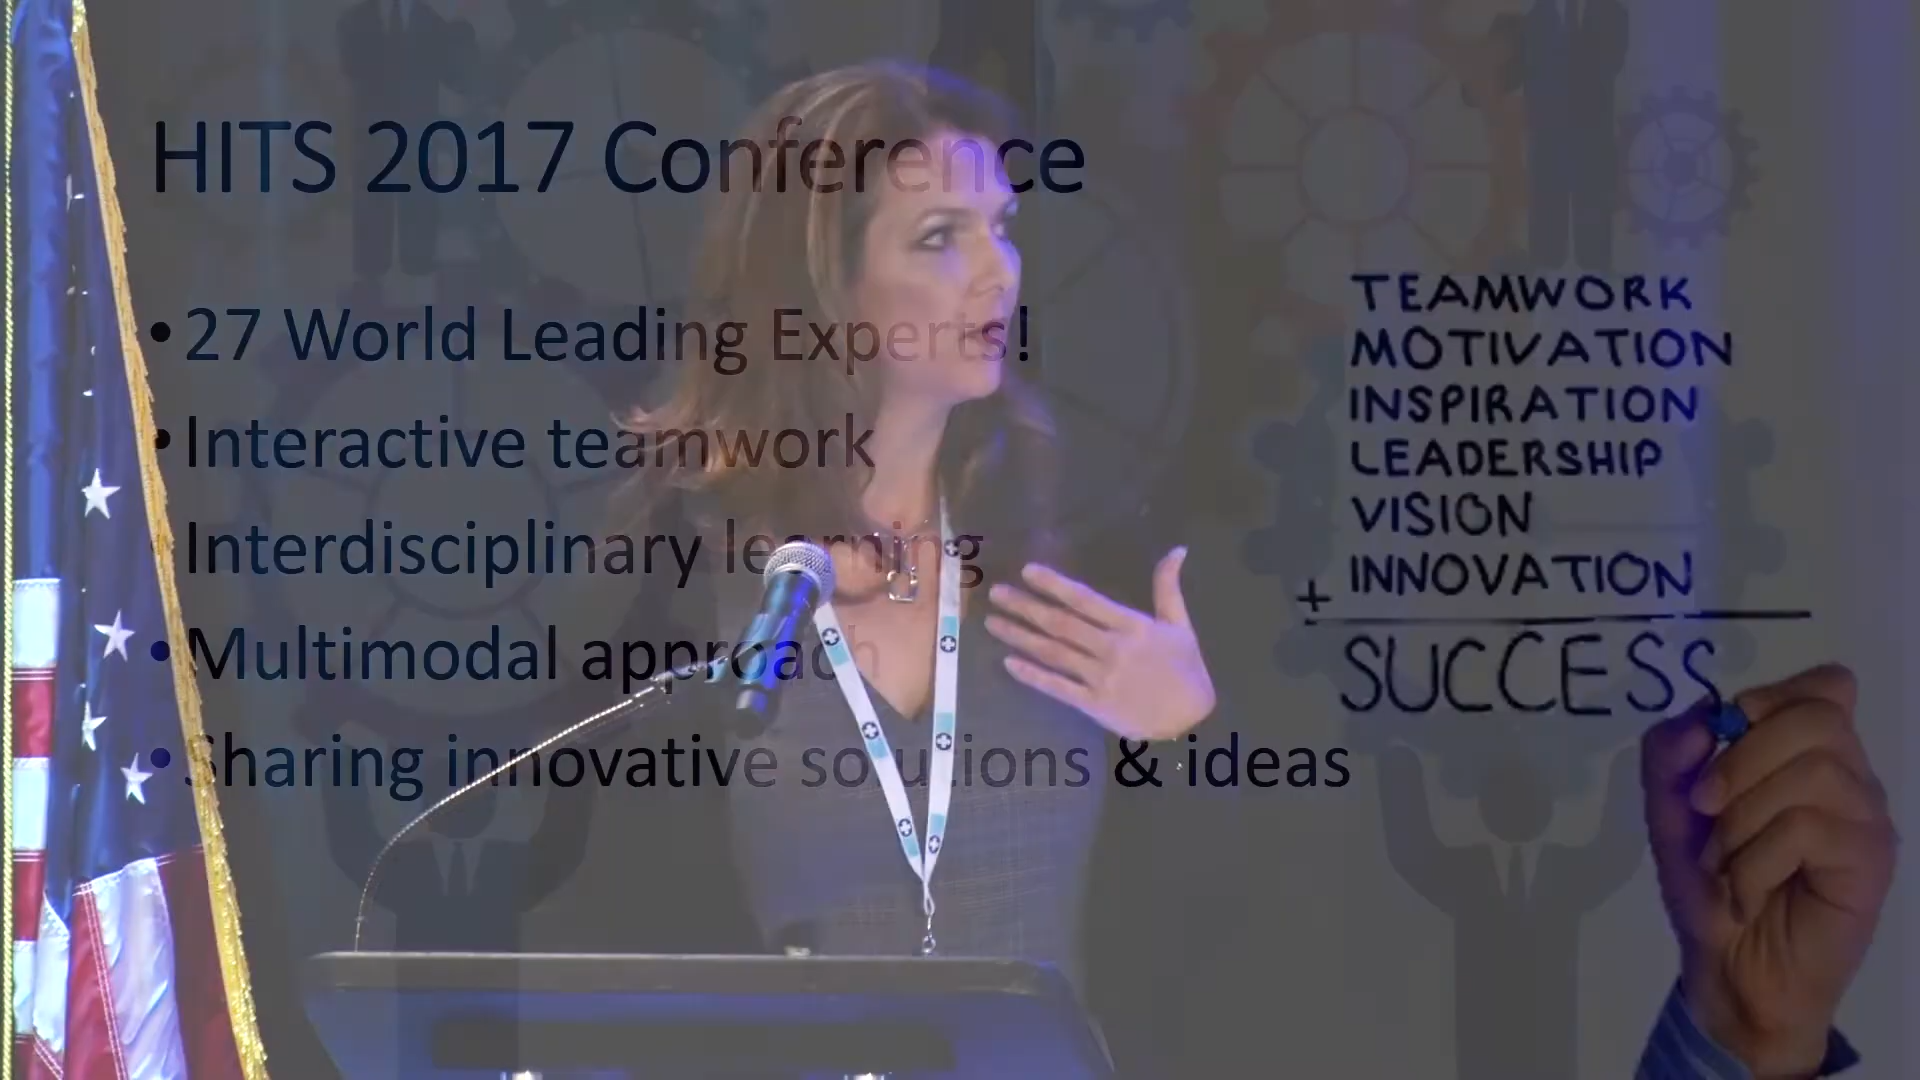 HITS 2017 Conference
• 27 World Leading Experts!
• Interactive teamwork
• Interdisciplinary learning
• Multimodal approach
• Sharing innovative solutions & ideas
TEAMWORK
MOTIVATION
INSPIRATION
LEADERSHIP
VISION
+ INNOVATION
SUCCESS